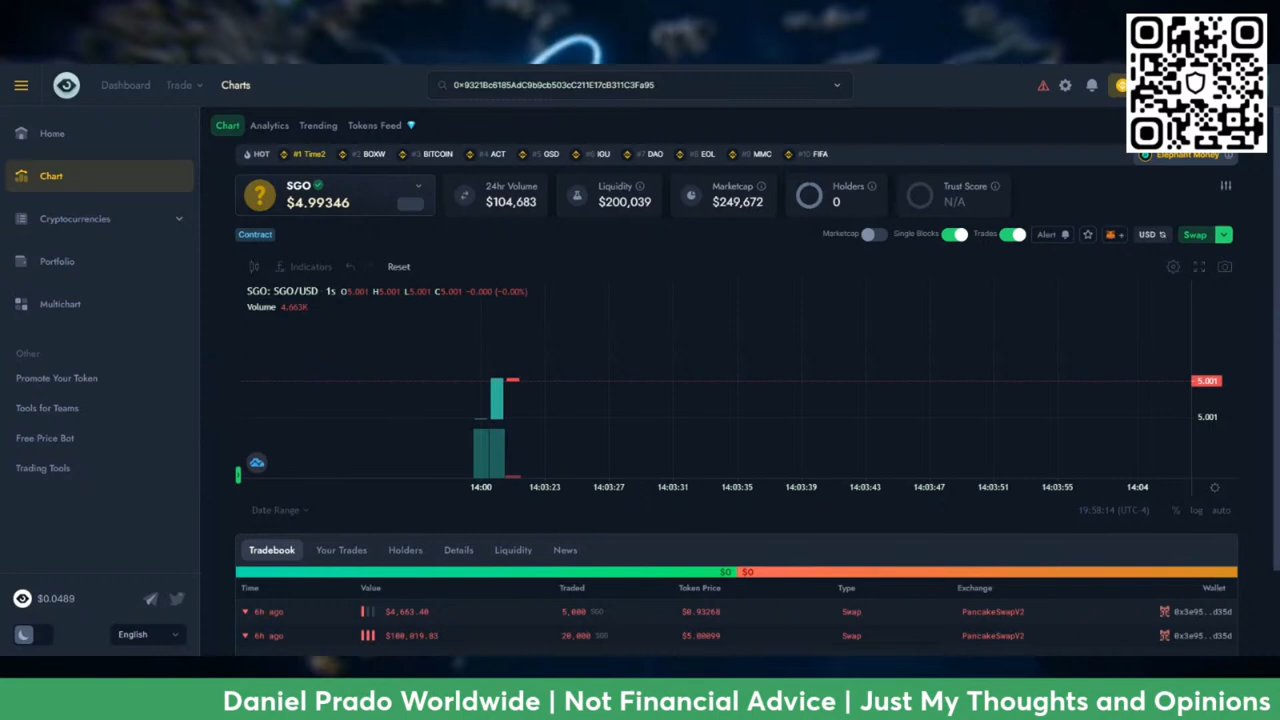 Dashboard Trade Charts 0x9321Bc6185AdC9b9cb503cC211E17cB311C3Fa95
Home
Chart
Cryptocurrencies
Portfolio
Multichart
Other
Promote Your Token
Tools for Teams
Free Price Bot
Trading Tools
$0.0489
English
Chart Analytics Trending Tokens Feed
HOT #1 Time2 #2 BOXW #3 BITCOIN #4 ACT #5 GSD #6 IGU #7 DAO #8 EOL #9 MMC #10 FIFA
Elephant Money
SGO 24hr Volume Liquidity Marketcap Holders Trust Score
$4.99346 $104,683 $200,039 $249,672 0 N/A
Contract Marketcap Single Blocks Trades Alert + USD Swap
Indicators Reset
SGO: SGO/USD 1s O5.001 H5.001 L5.001 C5.001 −0.000 (−0.00%)
Volume 4.663K
5.001
5.001
14:00 14:03:23 14:03:27 14:03:31 14:03:35 14:03:39 14:03:43 14:03:47 14:03:51 14:03:55 14:04
Date Range 19:58:14 (UTC-4) % log auto
Tradebook Your Trades Holders Details Liquidity News
$0 $0
Time Value Traded Token Price Type Exchange Wallet
6h ago $4,663.40 5,000 SGO $0.93268 Swap PancakeSwapV2 0x3e95..d35d
6h ago $100,019.83 20,000 SGO $5.00099 Swap PancakeSwapV2 0x3e95..d35d
Daniel Prado Worldwide | Not Financial Advice | Just My Thoughts and Opinions